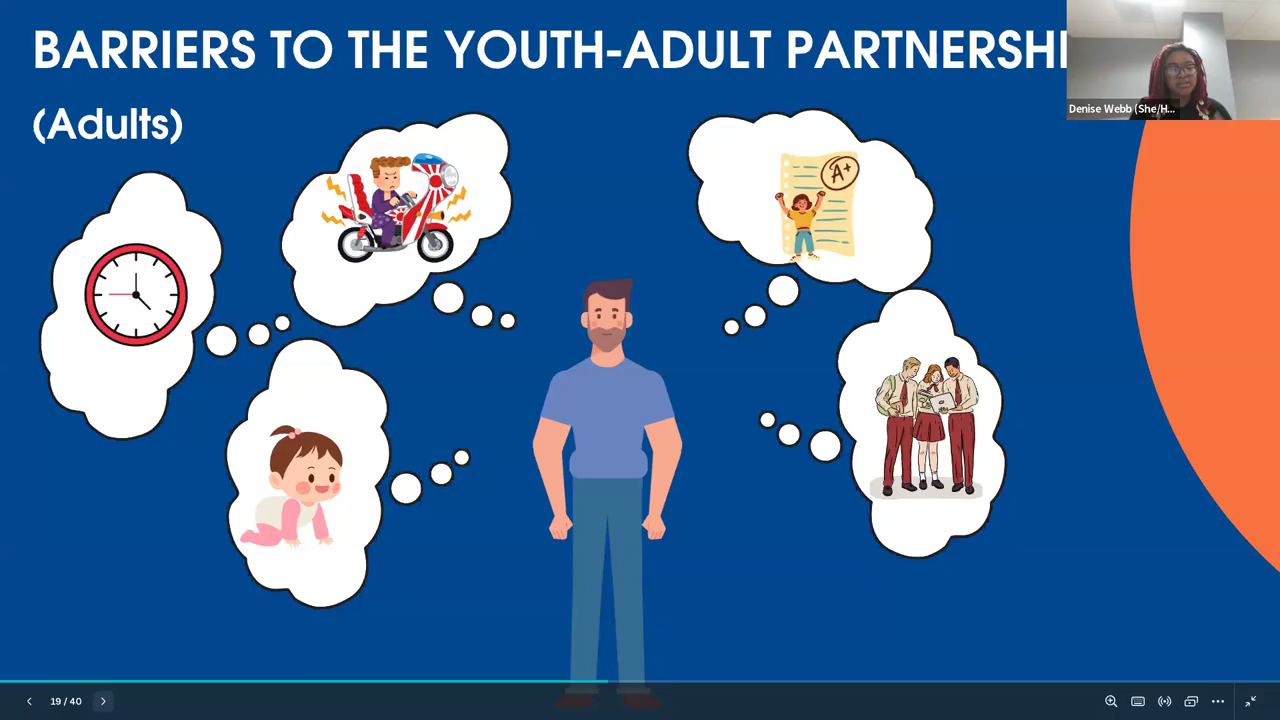 BARRIERS TO THE YOUTH-ADULT PARTNERSHI
(Adults)
Denise Webb (She/H...
A+
19 / 40